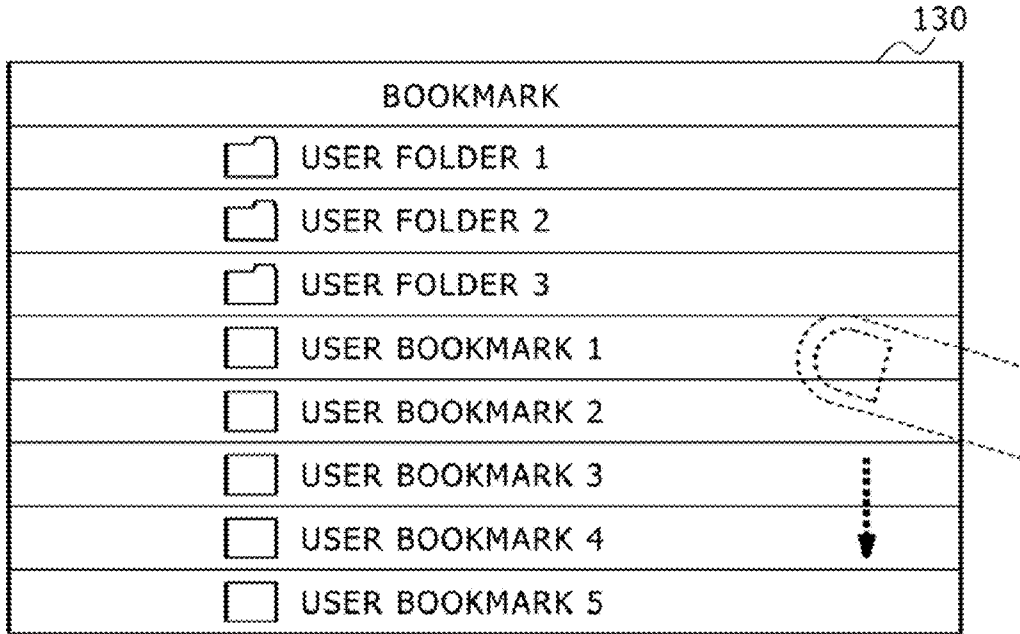 130
BOOKMARK
USER FOLDER 1
USER FOLDER 2
USER FOLDER 3
USER BOOKMARK 1
USER BOOKMARK 2
USER BOOKMARK 3
USER BOOKMARK 4
USER BOOKMARK 5